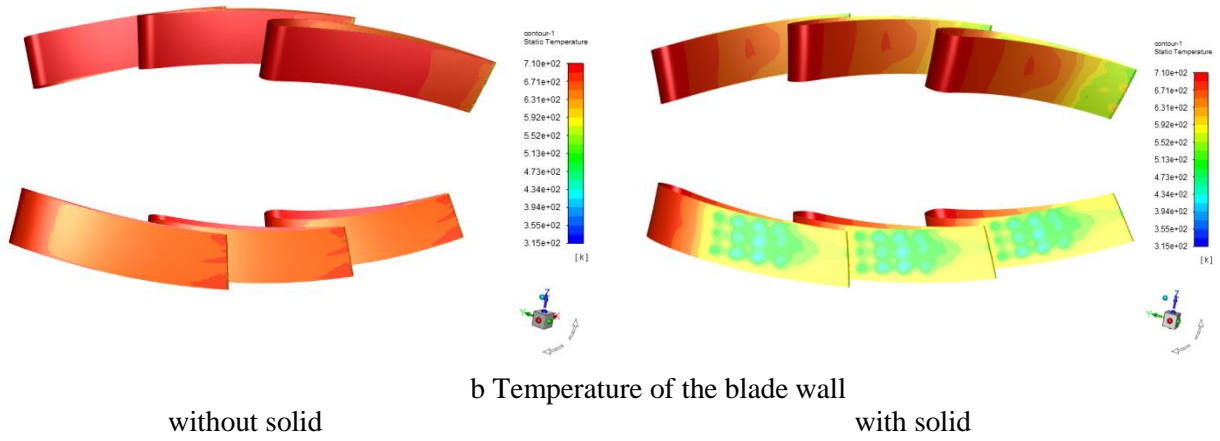 contour-1
Static Temperature
7.10e+02
6.71e+02
6.31e+02
5.92e+02
5.52e+02
5.13e+02
4.73e+02
4.34e+02
3.94e+02
3.55e+02
3.15e+02
[k]
Z
Y
X
contour-1
Static Temperature
7.10e+02
6.71e+02
6.31e+02
5.92e+02
5.52e+02
5.13e+02
4.73e+02
4.34e+02
3.94e+02
3.55e+02
3.15e+02
[k]
Z
Y
b Temperature of the blade wall
without solid
with solid